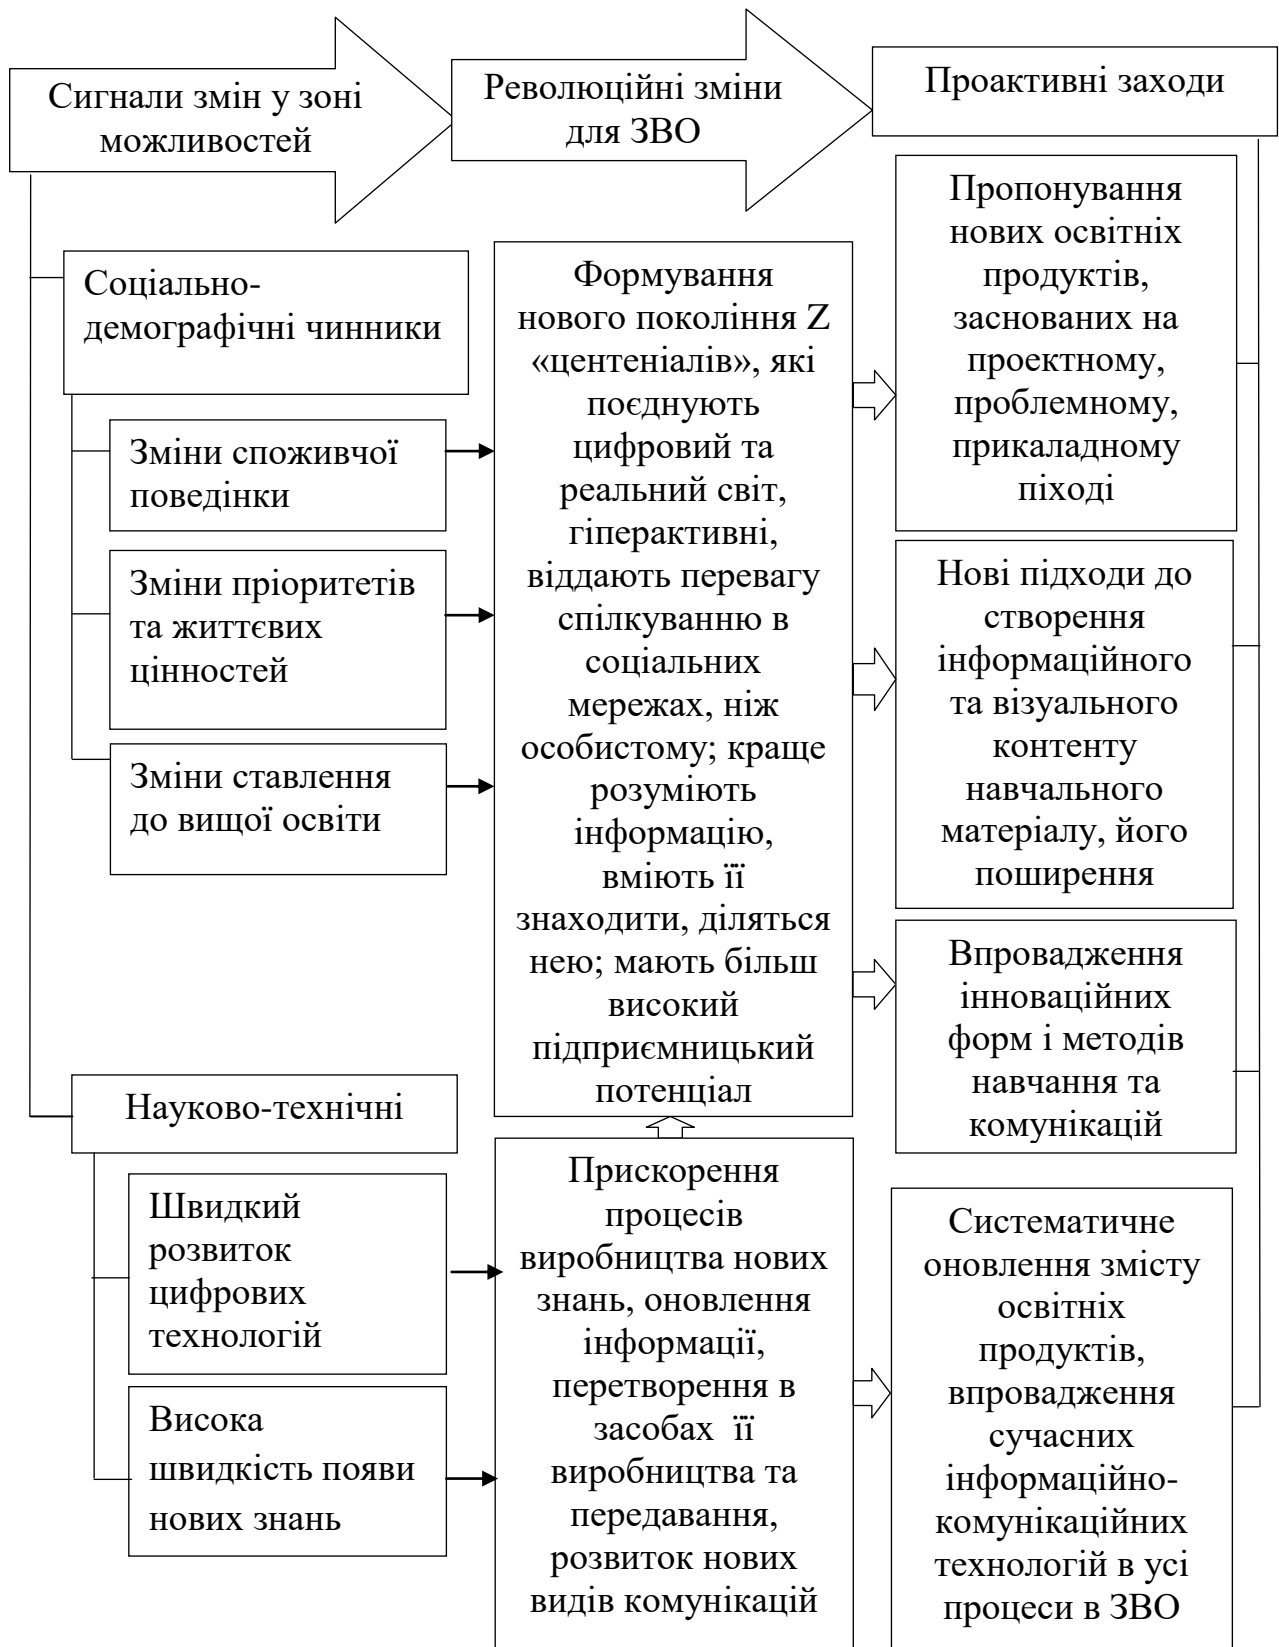 Сигнали змін у зоні
можливостей
Революційні зміни
для ЗВО
Проактивні заходи
Соціально-
демографічні чинники
Зміни споживчої
поведінки
Зміни пріоритетів
та життєвих
цінностей
Зміни ставлення
до вищої освіти
Науково-технічні
Швидкий
розвиток
цифрових
технологій
Висока
швидкість появи
нових знань
Формування
нового покоління Z
«центеніалів», які
поєднують
цифровий та
реальний світ,
гіперактивні,
віддають перевагу
спілкуванню в
соціальних
мережах, ніж
особистому; краще
розуміють
інформацію,
вміють її
знаходити, діляться
нею; мають більш
високий
підприємницький
потенціал
Прискорення
процесів
виробництва нових
знань, оновлення
інформації,
перетворення в
засобах її
виробництва та
передавання,
розвиток нових
видів комунікацій
Пропонування
нових освітніх
продуктів,
заснованих на
проектному,
проблемному,
прикаладному
піході
Нові підходи до
створення
інформаційного
та візуального
контенту
навчального
матеріалу, його
поширення
Впровадження
інноваційних
форм і методів
навчання та
комунікацій
Систематичне
оновлення змісту
освітніх
продуктів,
впровадження
сучасних
інформаційно-
комунікаційних
технологій в усі
процеси в ЗВО